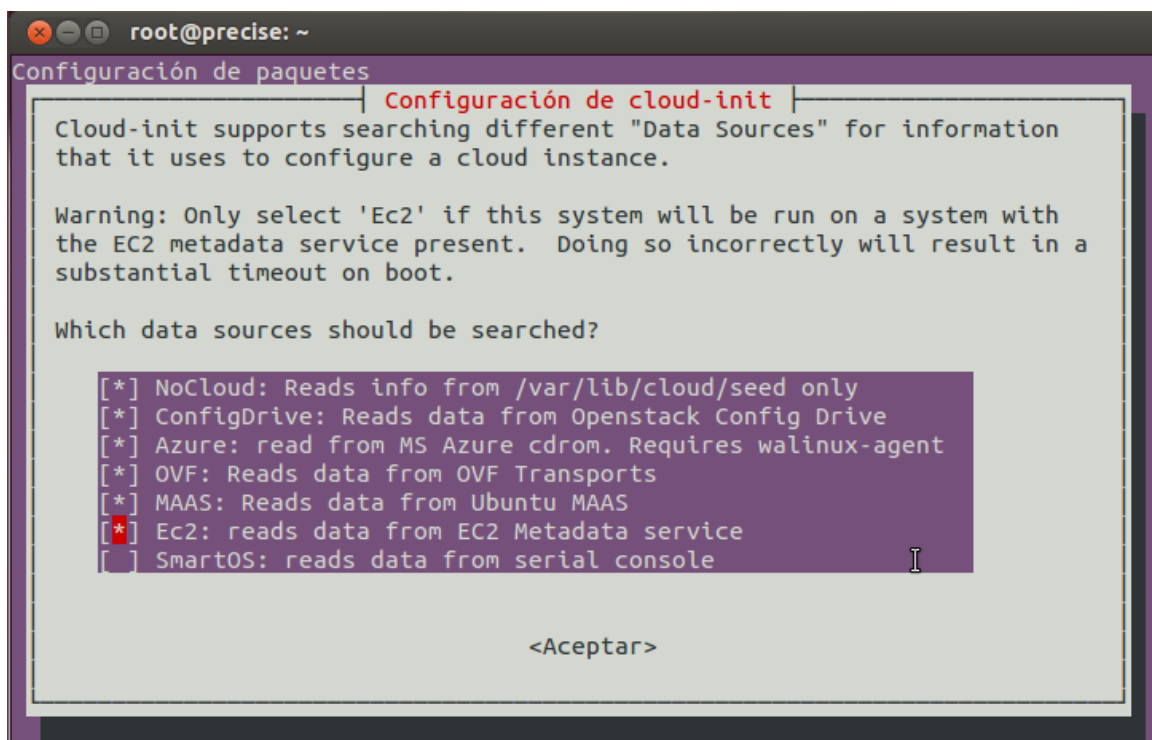 root@precise: ~
Configuración de paquetes
Configuración de cloud-init
Cloud-init supports searching different "Data Sources" for information
that it uses to configure a cloud instance.
Warning: Only select 'Ec2' if this system will be run on a system with
the EC2 metadata service present.  Doing so incorrectly will result in a
substantial timeout on boot.
Which data sources should be searched?
[*] NoCloud: Reads info from /var/lib/cloud/seed only
[*] ConfigDrive: Reads data from Openstack Config Drive
[*] Azure: read from MS Azure cdrom. Requires walinux-agent
[*] OVF: Reads data from OVF Transports
[*] MAAS: Reads data from Ubuntu MAAS
[*] Ec2: reads data from EC2 Metadata service
[ ] SmartOS: reads data from serial console
<Aceptar>